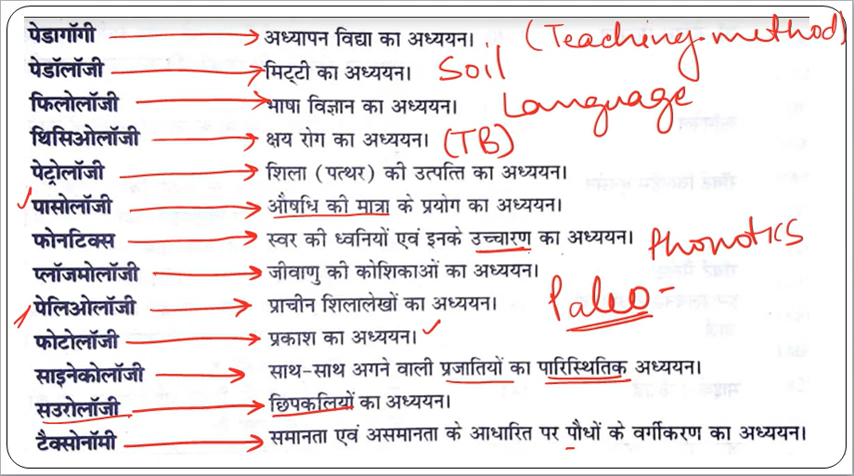 पेडागॉगी → अध्यापन विद्या का अध्ययन। (Teaching method)
पेडॉलॉजी → मिट्टी का अध्ययन। Soil
फिलोलॉजी → भाषा विज्ञान का अध्ययन। Language
थिसिओलॉजी → क्षय रोग का अध्ययन। (TB)
पेट्रोलॉजी → शिला (पत्थर) की उत्पत्ति का अध्ययन।
पासोलॉजी → औषधि की मात्रा के प्रयोग का अध्ययन।
फोनटिक्स → स्वर की ध्वनियों एवं इनके उच्चारण का अध्ययन। Phonotics
प्लॉजमोलॉजी → जीवाणु की कोशिकाओं का अध्ययन।
पेलिओलॉजी → प्राचीन शिलालेखों का अध्ययन। Paleo-
फोटोलॉजी → प्रकाश का अध्ययन।
साइनेकोलॉजी → साथ-साथ अगने वाली प्रजातियों का पारिस्थितिक अध्ययन।
सउरोलॉजी → छिपकलियों का अध्ययन।
टैक्सोनॉमी → समानता एवं असमानता के आधारित पर पौधों के वर्गीकरण का अध्ययन।